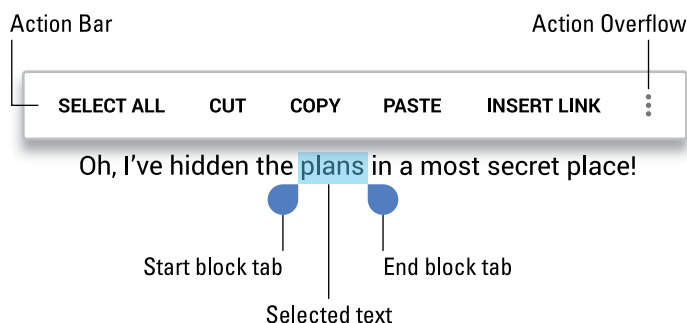 Action Bar Action Overflow
SELECT ALL CUT COPY PASTE INSERT LINK
Oh, I've hidden the plans in a most secret place!
Start block tab End block tab
Selected text